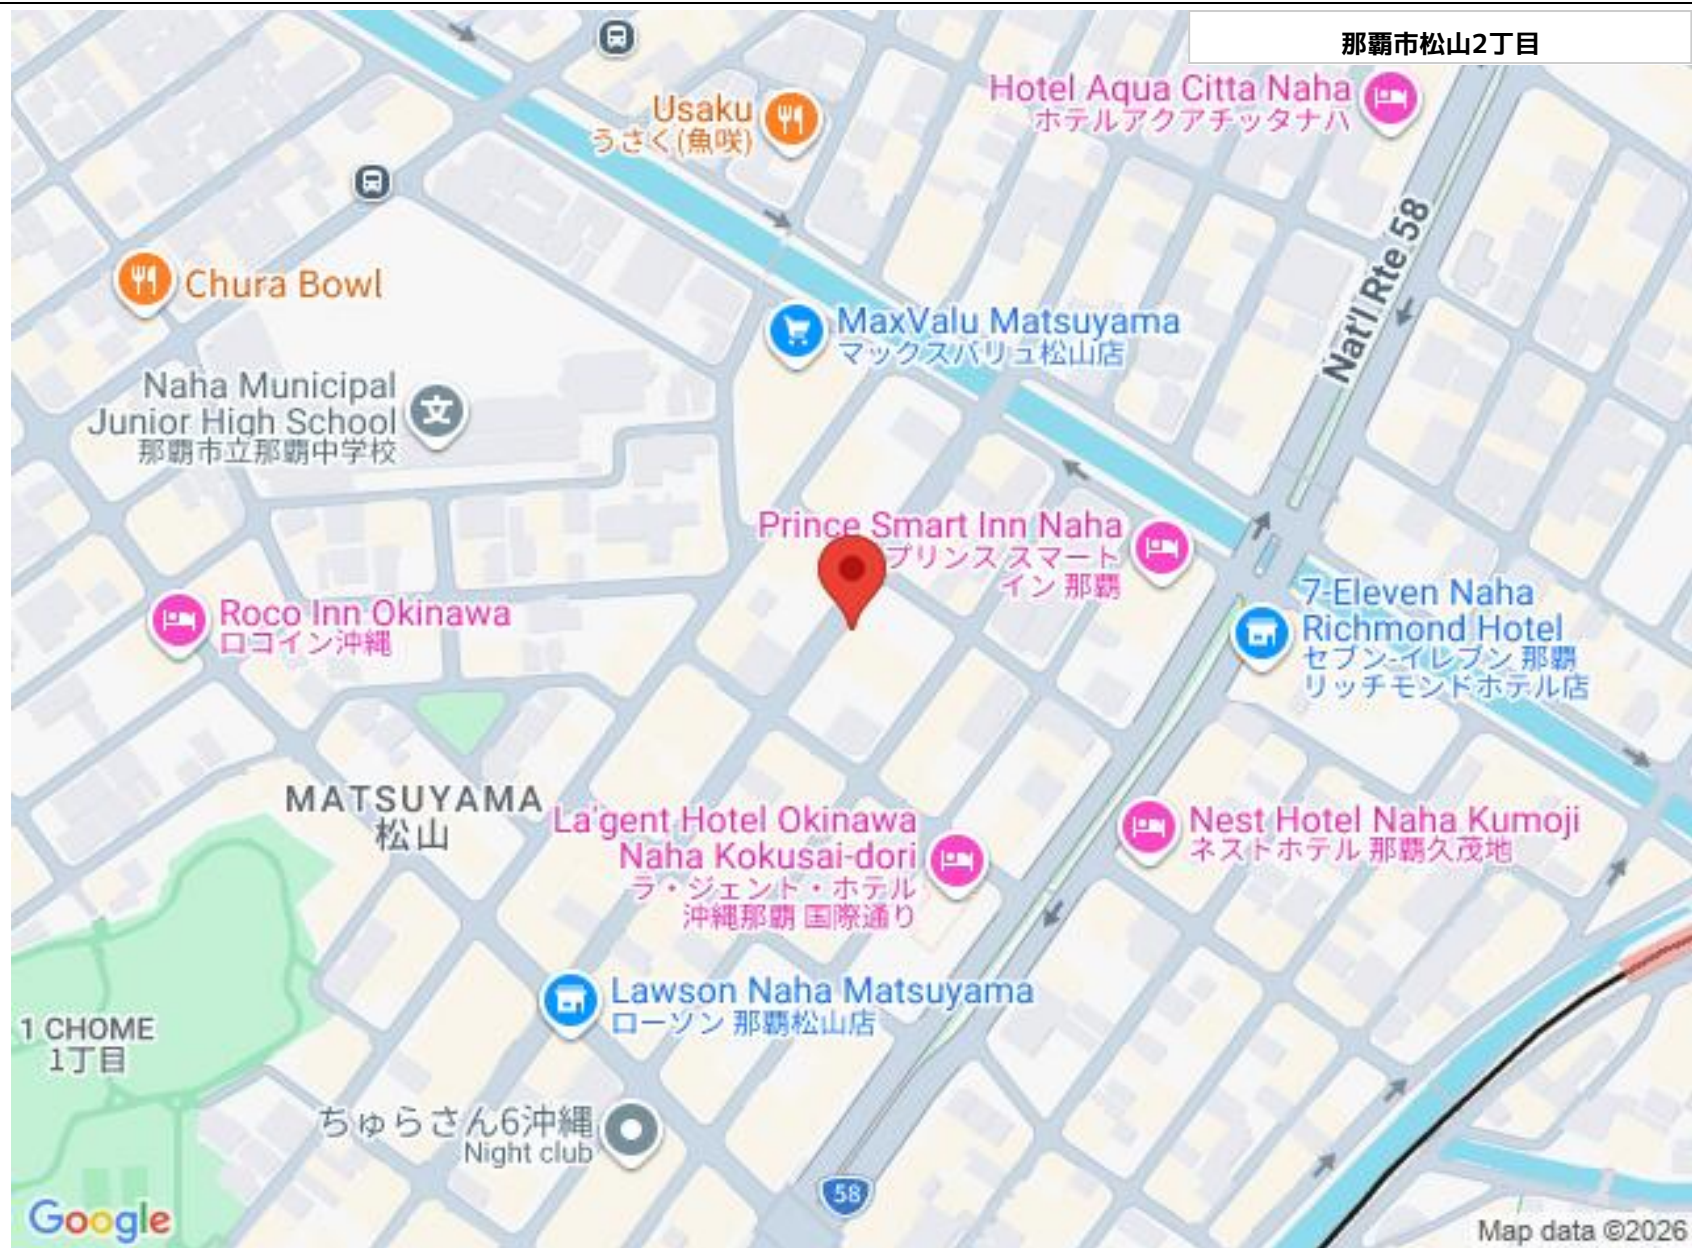 那覇市松山2丁目
Hotel Aqua Citta Naha
ホテルアクアチッタナハ
Usaku
うさく(魚咲)
Nat'l Rte 58
Chura Bowl
MaxValu Matsuyama
マックスバリュ松山店
Naha Municipal
Junior High School
那覇市立那覇中学校
文
Prince Smart Inn Naha
プリンス スマート
イン 那覇
7-Eleven Naha
Richmond Hotel
セブン-イレブン 那覇
リッチモンドホテル店
Roco Inn Okinawa
ロコイン沖縄
MATSUYAMA
松山
La'gent Hotel Okinawa
Naha Kokusai-dori
ラ・ジェント・ホテル
沖縄那覇 国際通り
Nest Hotel Naha Kumoji
ネストホテル 那覇久茂地
Lawson Naha Matsuyama
ローソン 那覇松山店
1 CHOME
1丁目
ちゅらさん6沖縄
Night club
58
Google
Map data ©2026